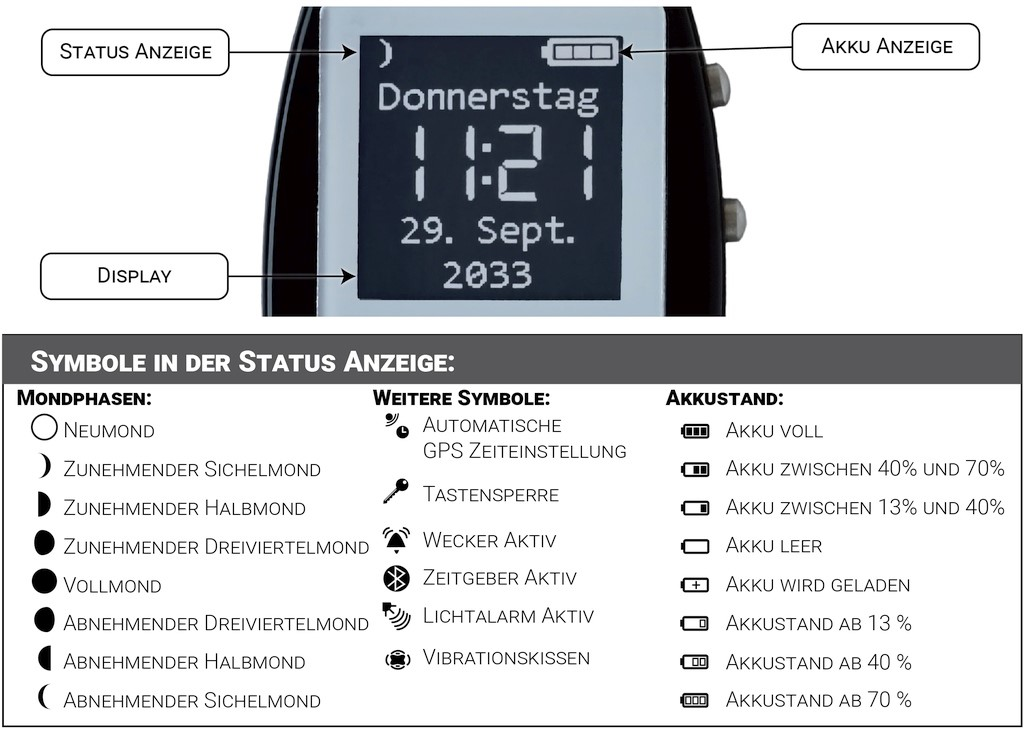 Status Anzeige
Akku Anzeige
Donnerstag
11:21
29. Sept.
2033
Display
Symbole in der Status Anzeige:
Mondphasen:
Neumond
Zunehmender Sichelmond
Zunehmender Halbmond
Zunehmender Dreiviertelmond
Vollmond
Abnehmender Dreiviertelmond
Abnehmender Halbmond
Abnehmender Sichelmond
Weitere Symbole:
Automatische
GPS Zeiteinstellung
Tastensperre
Wecker Aktiv
Zeitgeber Aktiv
Lichtalarm Aktiv
Vibrationskissen
Akkustand:
Akku voll
Akku zwischen 40% und 70%
Akku zwischen 13% und 40%
Akku leer
Akku wird geladen
Akkustand ab 13 %
Akkustand ab 40 %
Akkustand ab 70 %